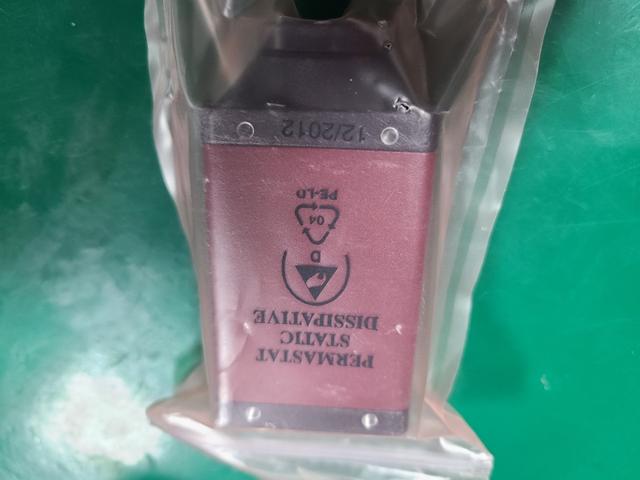 PERMASTAT
STATIC
DISSIPATIVE
D
04
PE-LD
12/2012